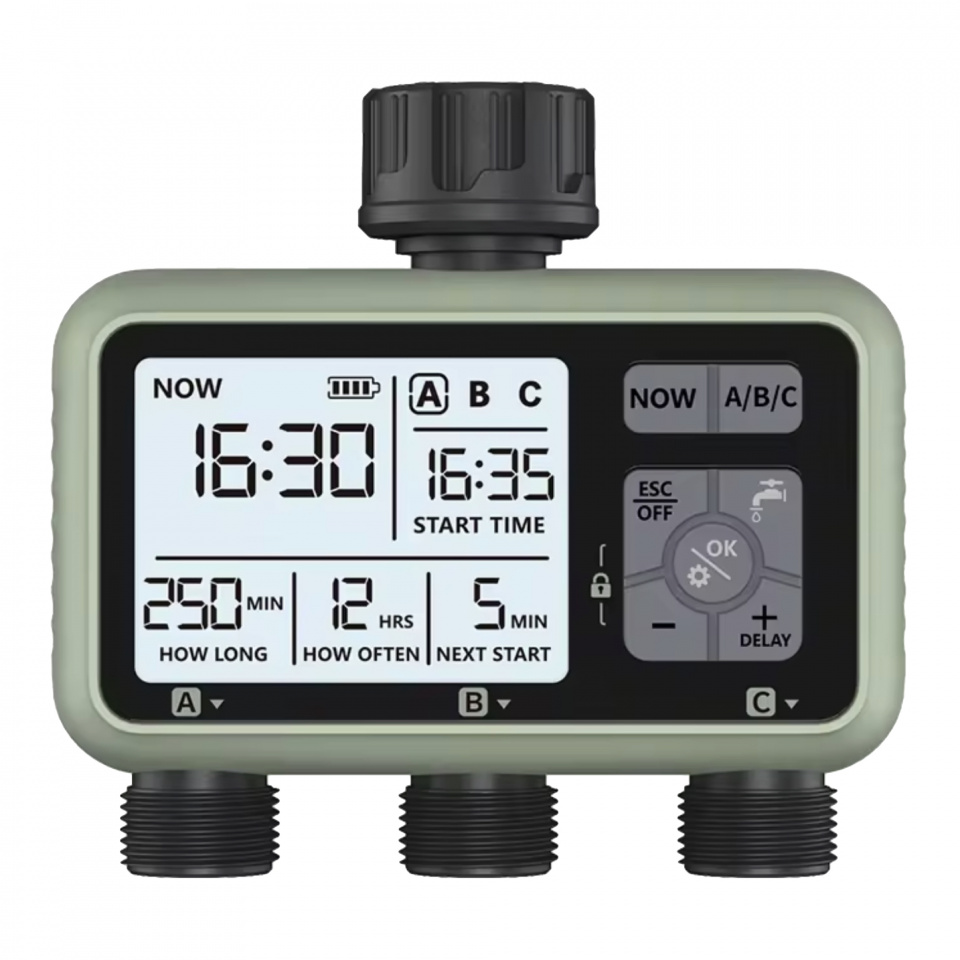 NOW
16:30
A B C
16:35
START TIME
250 MIN
HOW LONG
12 HRS
HOW OFTEN
5 MIN
NEXT START
NOW
A/B/C
ESC
OFF
OK
-
+
DELAY
A
B
C